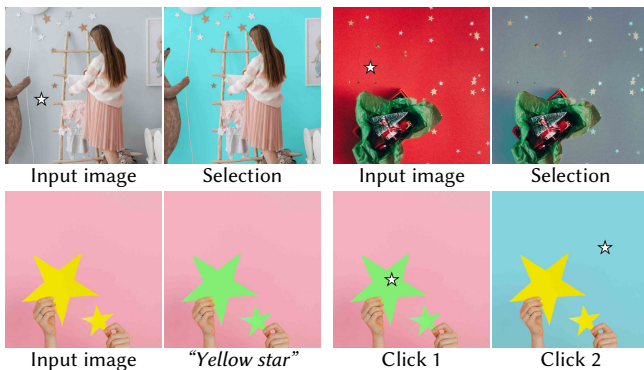 Input image
Selection
Input image
Selection
Input image
"Yellow star"
Click 1
Click 2